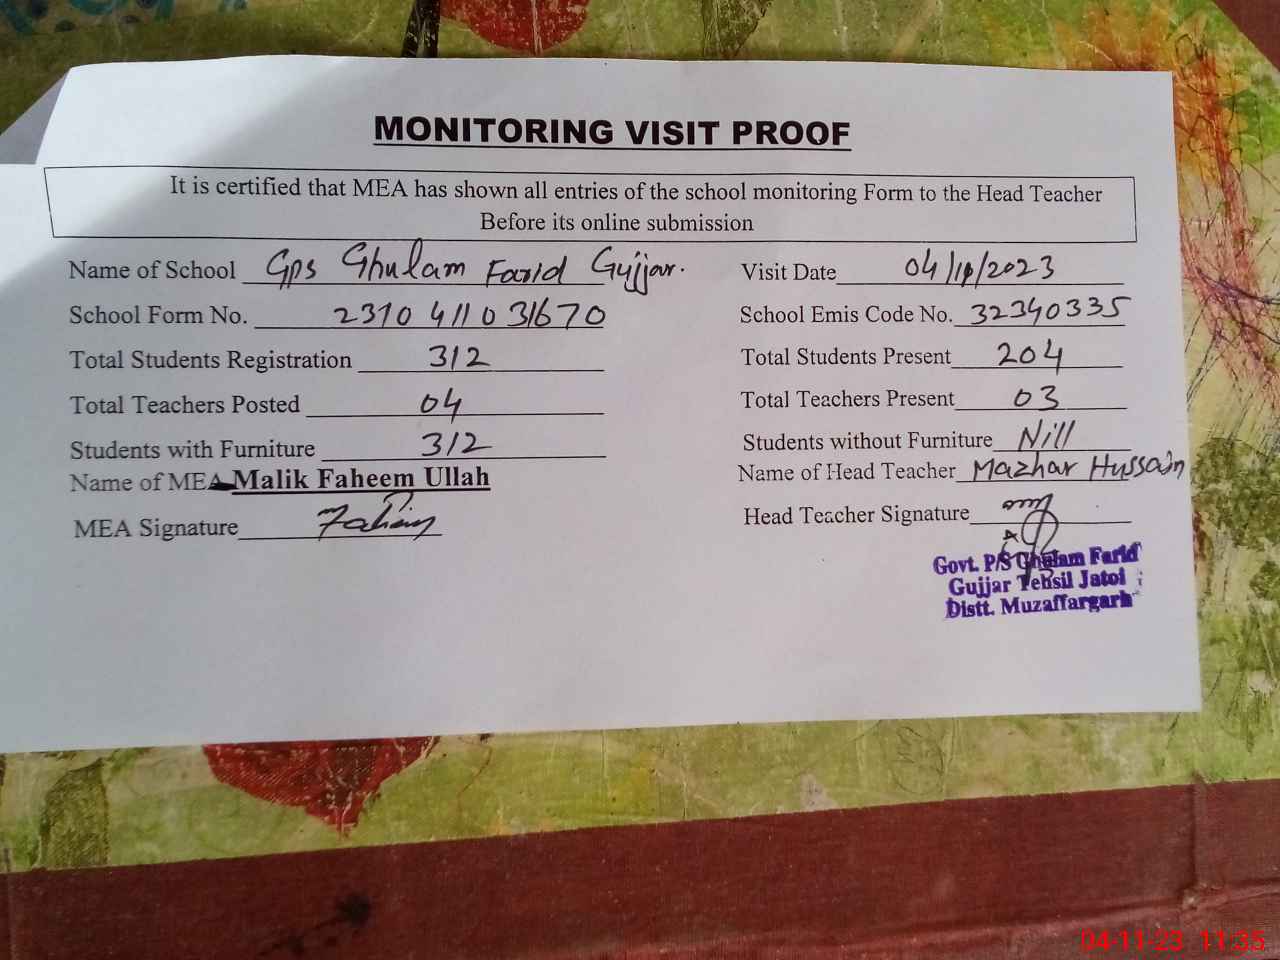 MONITORING VISIT PROOF
It is certified that MEA has shown all entries of the school monitoring Form to the Head Teacher
Before its online submission
Name of School Gps Ghulam Farid Gujjar. Visit Date 04/11/2023
School Form No. 2310 411 0 31670 School Emis Code No. 32340335
Total Students Registration 312 Total Students Present 204
Total Teachers Posted 04 Total Teachers Present 03
Students with Furniture 312 Students without Furniture Nill
Name of MEA Malik Faheem Ullah Name of Head Teacher Mazhar Hussain
MEA Signature Fahim Head Teacher Signature
Govt. P/S Ghulam Farid
Gujjar Tehsil Jatoi
Distt. Muzaffargarh
04-11-23 11:35